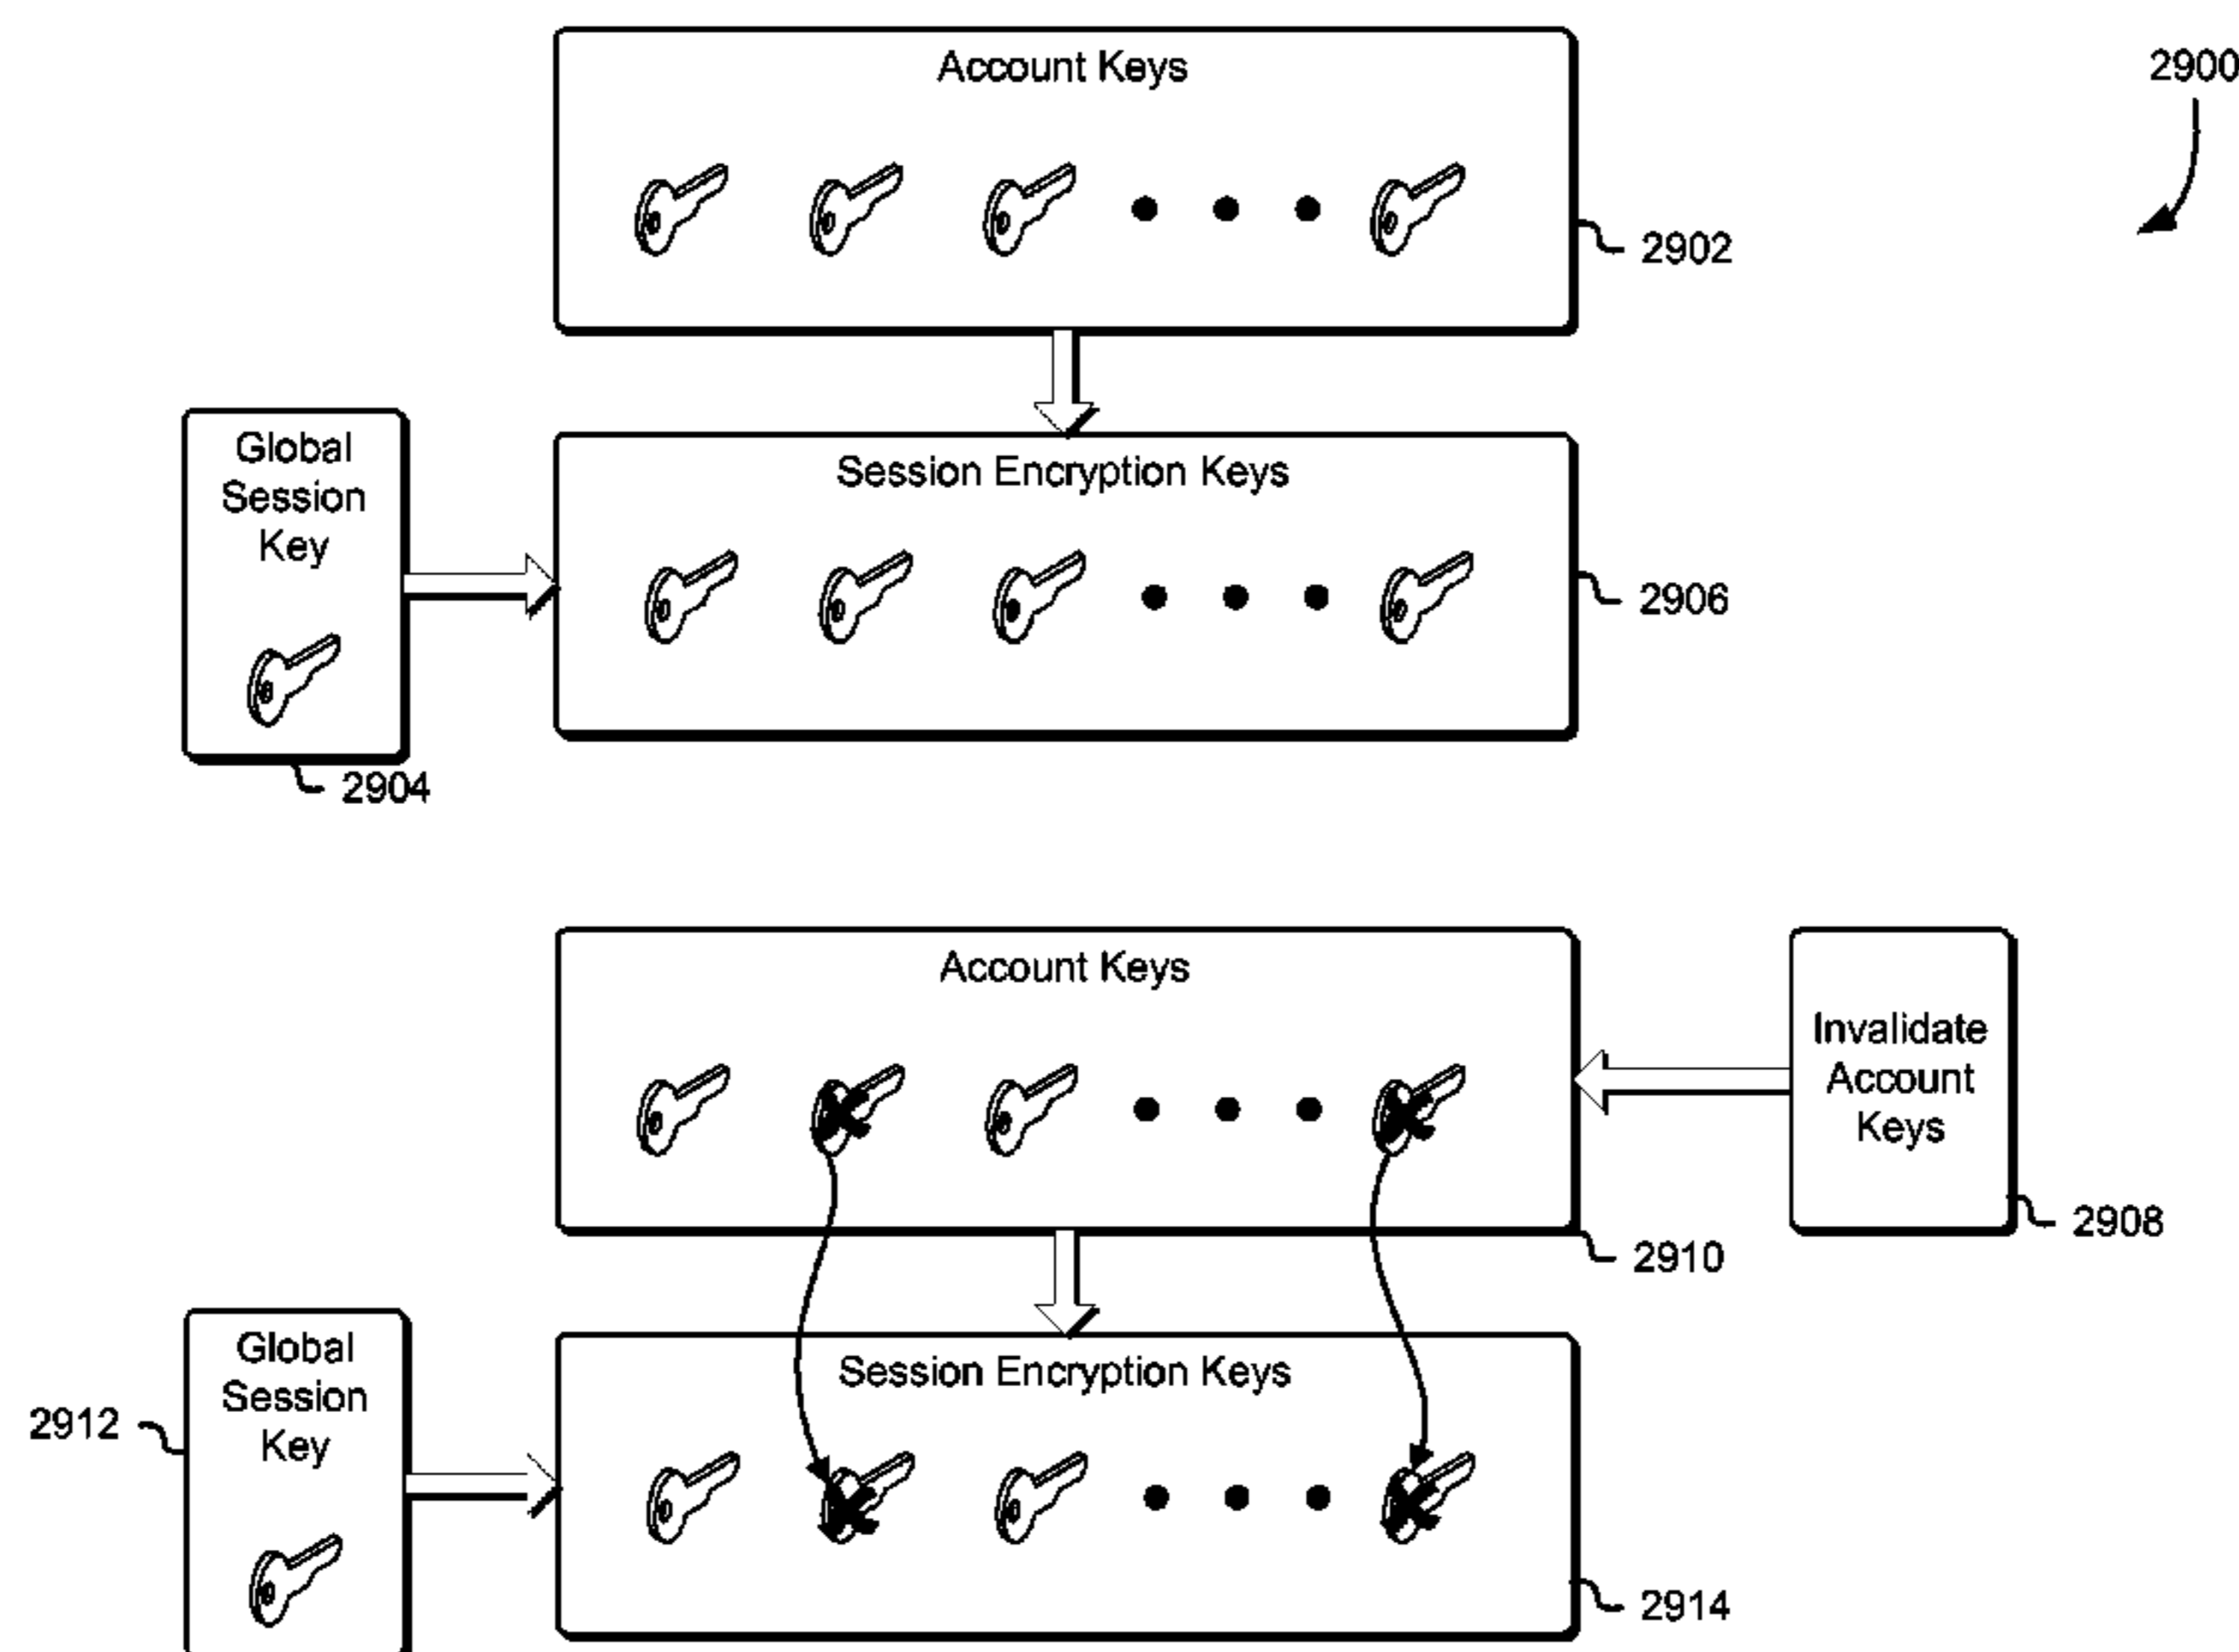 Account Keys
2900
2902
Global
Session
Key
Session Encryption Keys
2906
2904
Account Keys
Invalidate
Account
Keys
2908
2910
Global
Session
Key
Session Encryption Keys
2912
2914